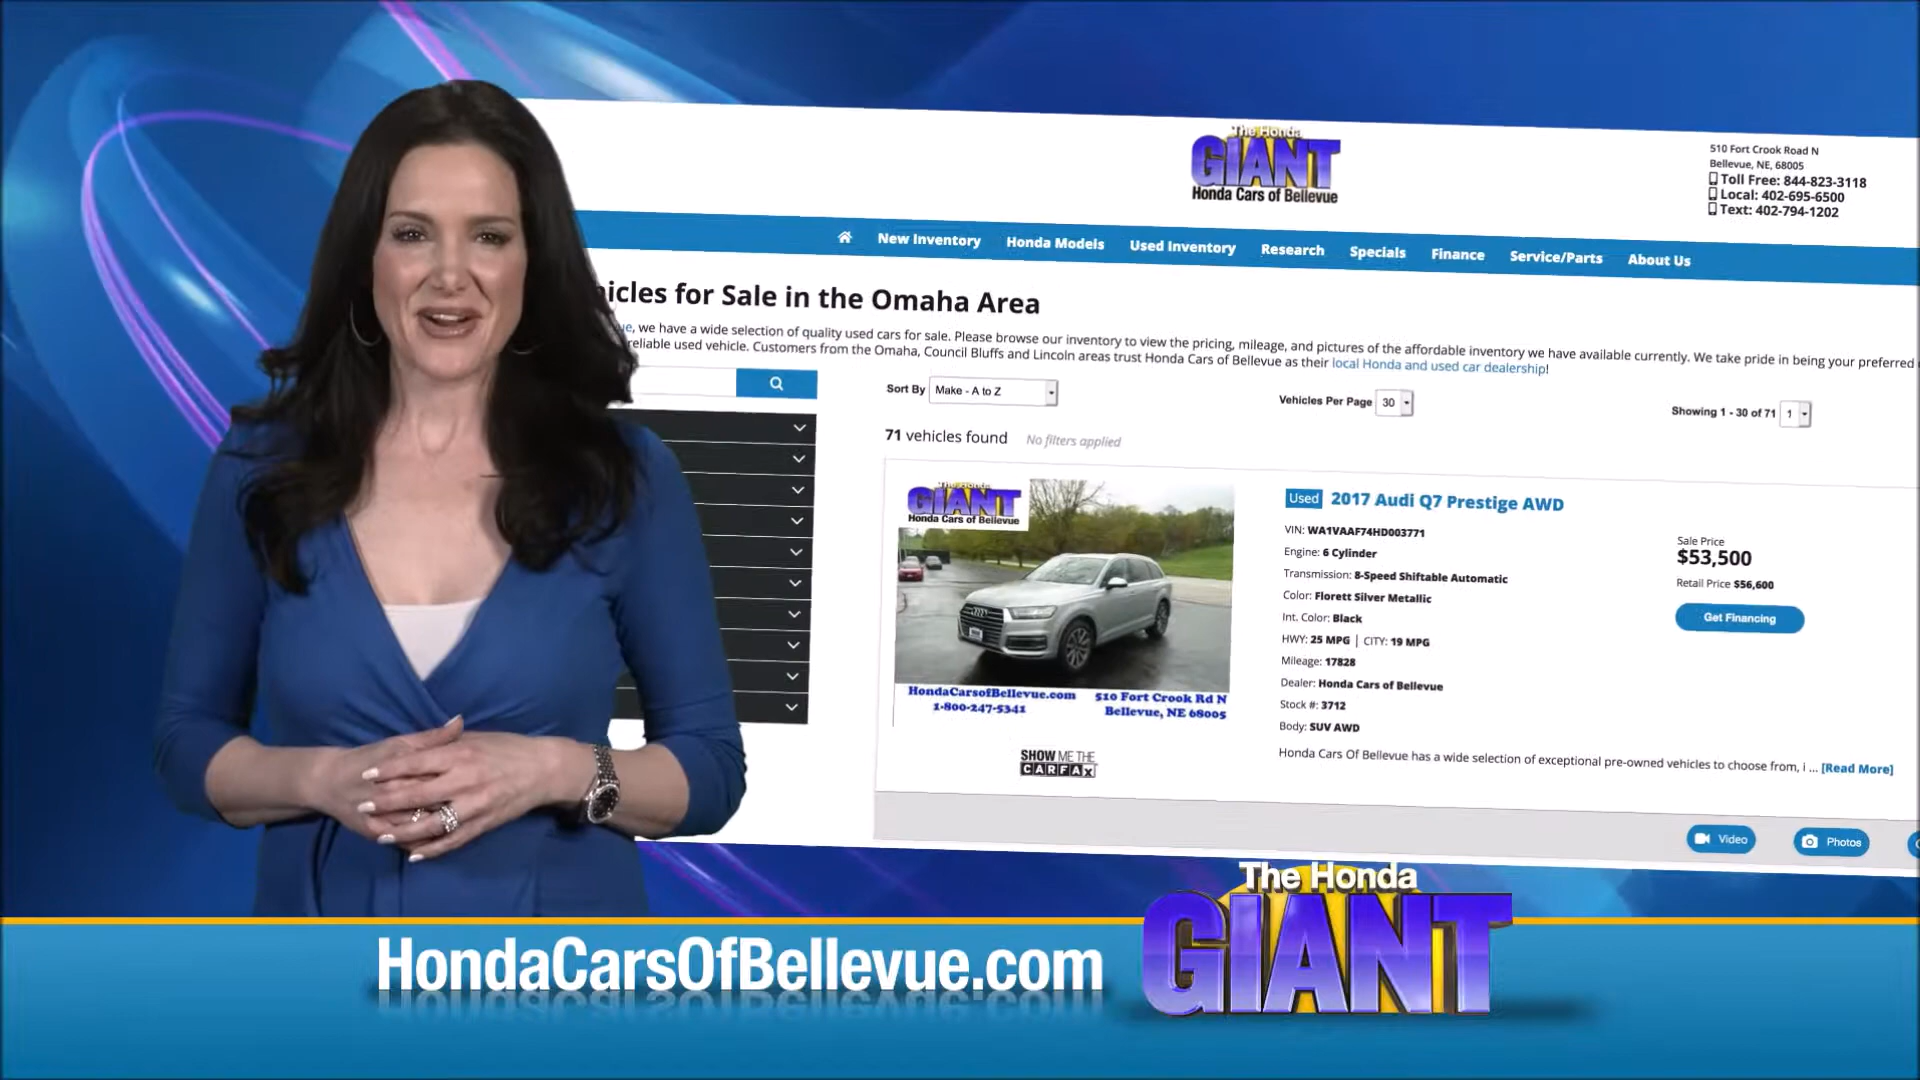 The Honda
GIANT
Honda Cars of Bellevue
510 Fort Crook Road N
Bellevue, NE, 68005
Toll Free: 844-823-3118
Local: 402-695-6500
Text: 402-794-1202
New Inventory Honda Models Used Inventory Research Specials Finance Service/Parts About Us
icles for Sale in the Omaha Area
ue, we have a wide selection of quality used cars for sale. Please browse our inventory to view the pricing, mileage, and pictures of the affordable inventory we have available currently. We take pride in being your preferred
reliable used vehicle. Customers from the Omaha, Council Bluffs and Lincoln areas trust Honda Cars of Bellevue as their local Honda and used car dealership!
Sort By Make - A to Z
Vehicles Per Page 30
Showing 1 - 30 of 71 1
71 vehicles found No filters applied
The Honda
GIANT
Honda Cars of Bellevue
HondaCarsofBellevue.com 510 Fort Crook Rd N
1-800-247-5341 Bellevue, NE 68005
SHOW ME THE
CARFAX
Used 2017 Audi Q7 Prestige AWD
VIN: WA1VAAF74HD003771
Engine: 6 Cylinder
Transmission: 8-Speed Shiftable Automatic
Color: Florett Silver Metallic
Int. Color: Black
HWY: 25 MPG | CITY: 19 MPG
Mileage: 17828
Dealer: Honda Cars of Bellevue
Stock #: 3712
Body: SUV AWD
Honda Cars Of Bellevue has a wide selection of exceptional pre-owned vehicles to choose from, i ... [Read More]
Sale Price
$53,500
Retail Price $56,600
Get Financing
Video Photos
The Honda
GIANT
HondaCarsOfBellevue.com